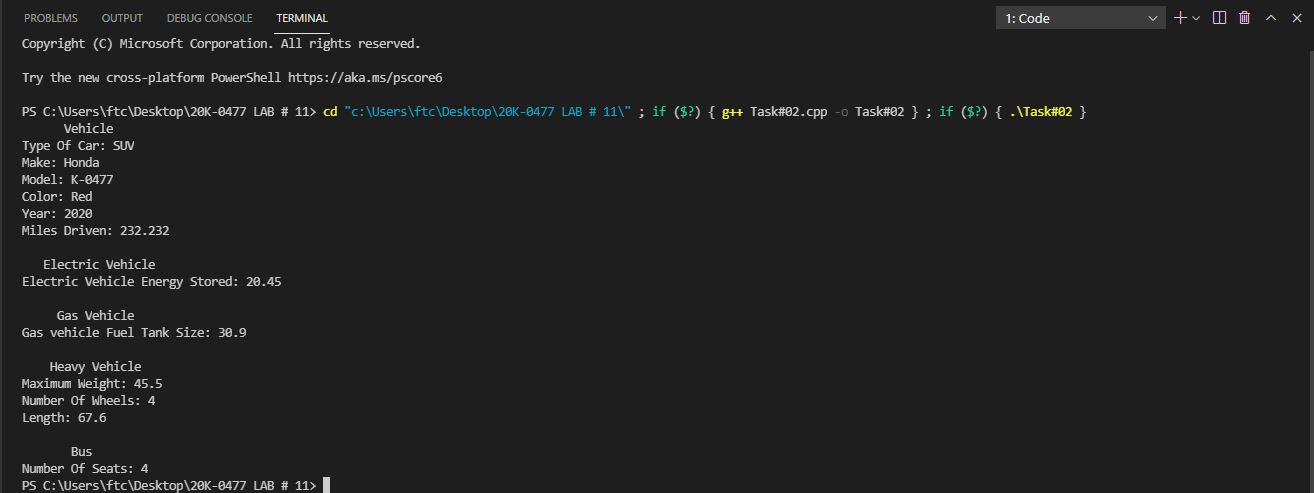 PROBLEMS OUTPUT DEBUG CONSOLE TERMINAL 1: Code
Copyright (C) Microsoft Corporation. All rights reserved.
Try the new cross-platform PowerShell https://aka.ms/pscore6
PS C:\Users\ftc\Desktop\20K-0477 LAB # 11> cd "c:\Users\ftc\Desktop\20K-0477 LAB # 11\" ; if ($?) { g++ Task#02.cpp -o Task#02 } ; if ($?) { .\Task#02 }
Vehicle
Type Of Car: SUV
Make: Honda
Model: K-0477
Color: Red
Year: 2020
Miles Driven: 232.232
Electric Vehicle
Electric Vehicle Energy Stored: 20.45
Gas Vehicle
Gas vehicle Fuel Tank Size: 30.9
Heavy Vehicle
Maximum Weight: 45.5
Number Of Wheels: 4
Length: 67.6
Bus
Number Of Seats: 4
PS C:\Users\ftc\Desktop\20K-0477 LAB # 11>